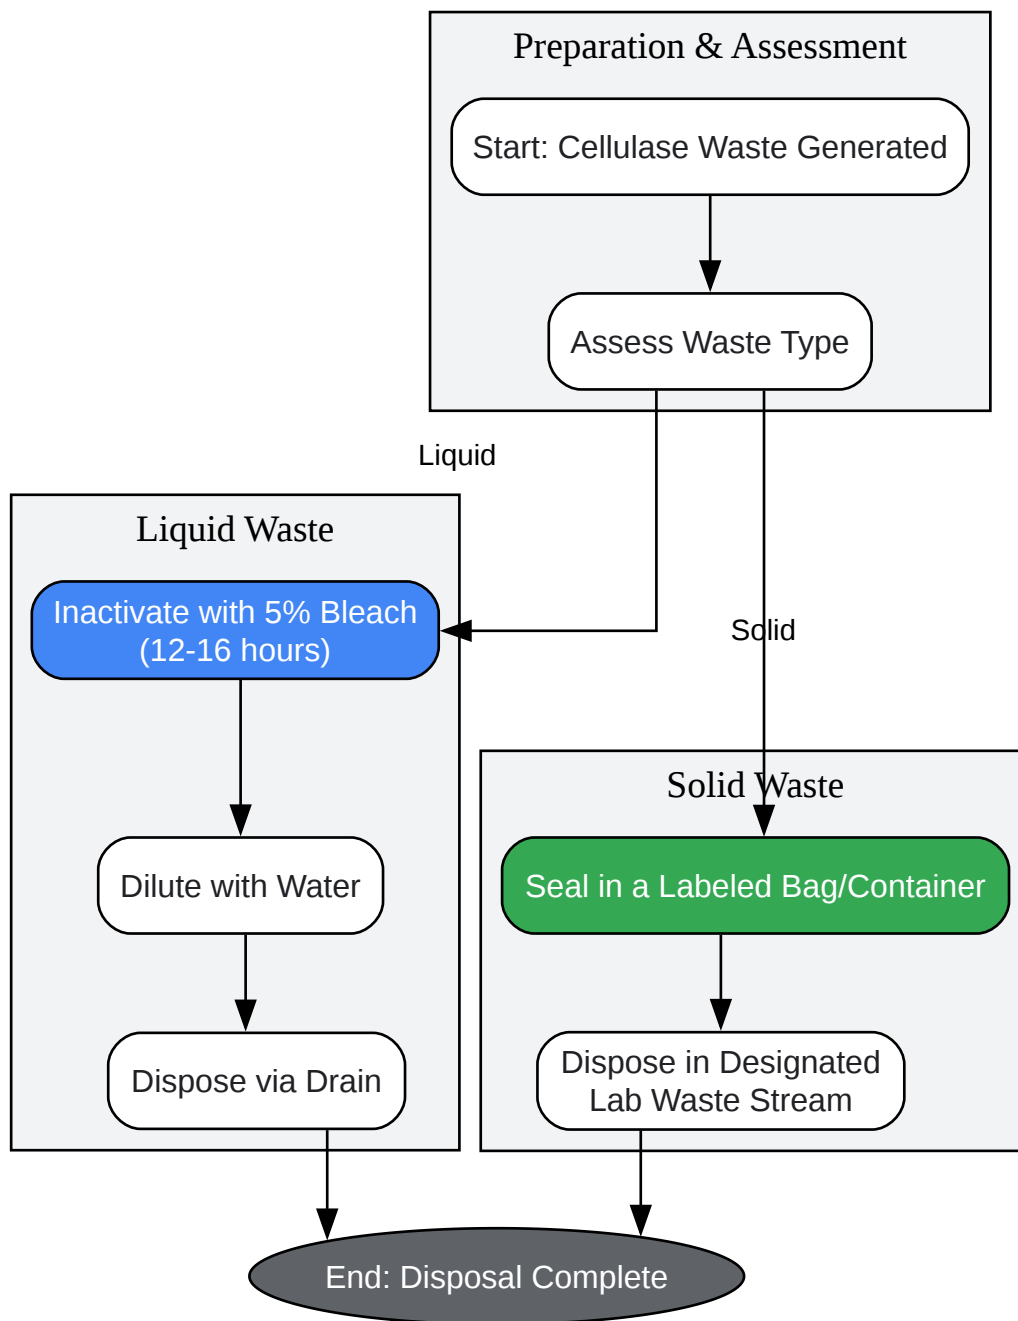 Preparation & Assessment
Start: Cellulase Waste Generated
Assess Waste Type
Liquid
Liquid Waste
Inactivate with 5% Bleach
(12-16 hours)
Solid
Solid Waste
Dilute with Water
Seal in a Labeled Bag/Container
Dispose via Drain
Dispose in Designated
Lab Waste Stream
End: Disposal Complete